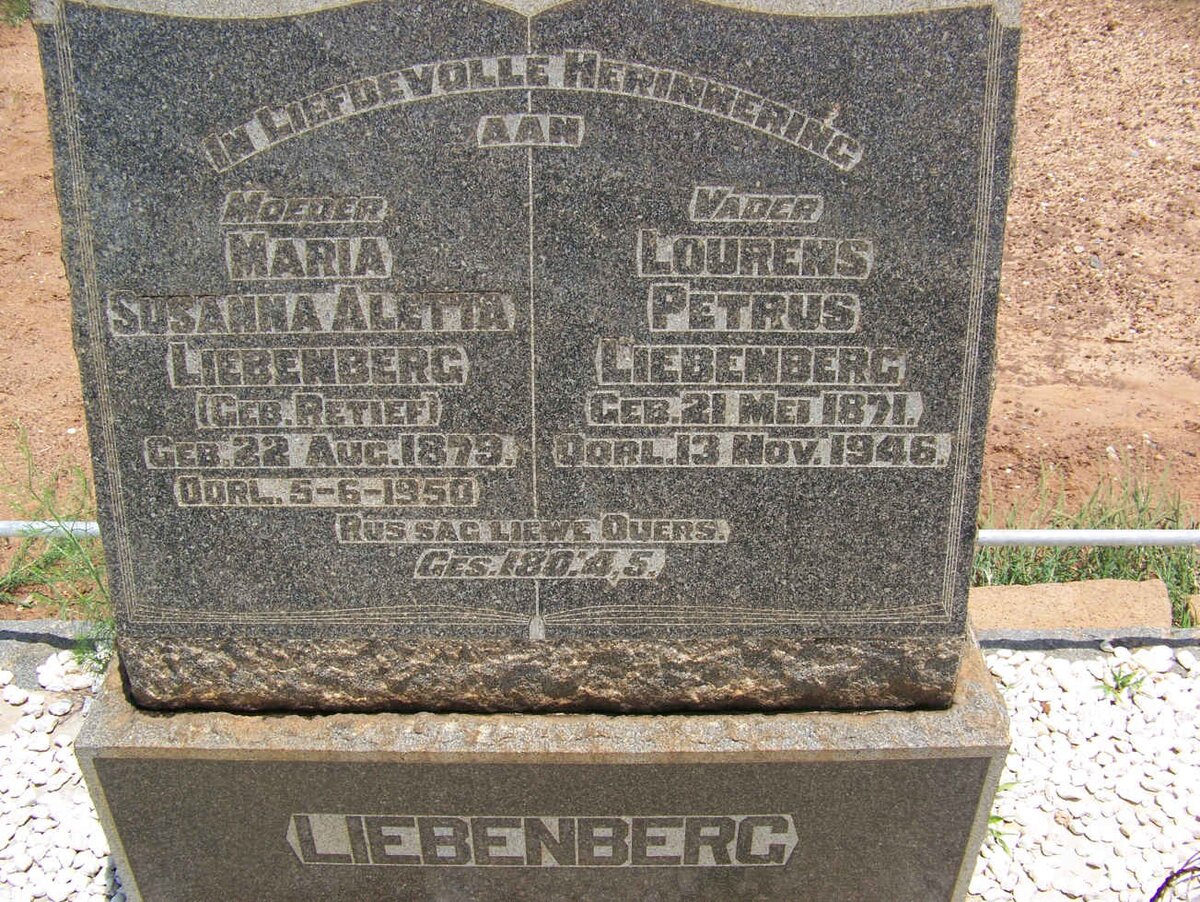 IN LIEFDEVOLLE HERINNERING
AAN
MOEDER
MARIA
SUSANNA ALETTA
LIEBENBERG
(GEB. RETIEF)
GEB. 22 AUG. 1879.
OORL. 5-6-1950
VADER
LOURENS
PETRUS
LIEBENBERG
GEB. 21 MEI 1871.
OORL. 13 NOV. 1946.
RUS SAG LIEWE OUERS.
GES. 180:4,5.
LIEBENBERG